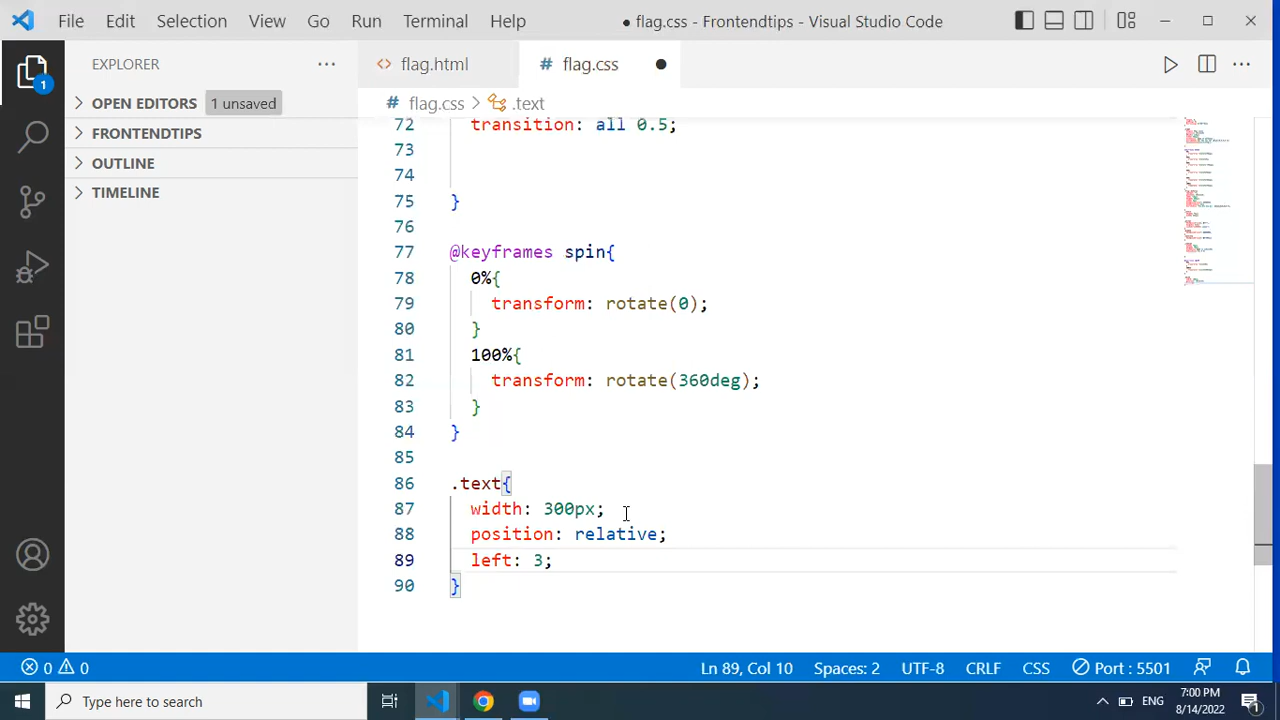 File Edit Selection View Go Run Terminal Help ● flag.css - Frontendtips - Visual Studio Code
EXPLORER ··· <> flag.html # flag.css ●
OPEN EDITORS 1 unsaved
# flag.css > .text
FRONTENDTIPS
OUTLINE
TIMELINE
1
72 transition: all 0.5;
73
74
75 }
76
77 @keyframes spin{
78 0%{
79 transform: rotate(0);
80 }
81 100%{
82 transform: rotate(360deg);
83 }
84 }
85
86 .text{
87 width: 300px;
88 position: relative;
89 left: 3;
90 }
0 0 Ln 89, Col 10 Spaces: 2 UTF-8 CRLF CSS Port : 5501
Type here to search
ENG 7:00 PM
8/14/2022 1